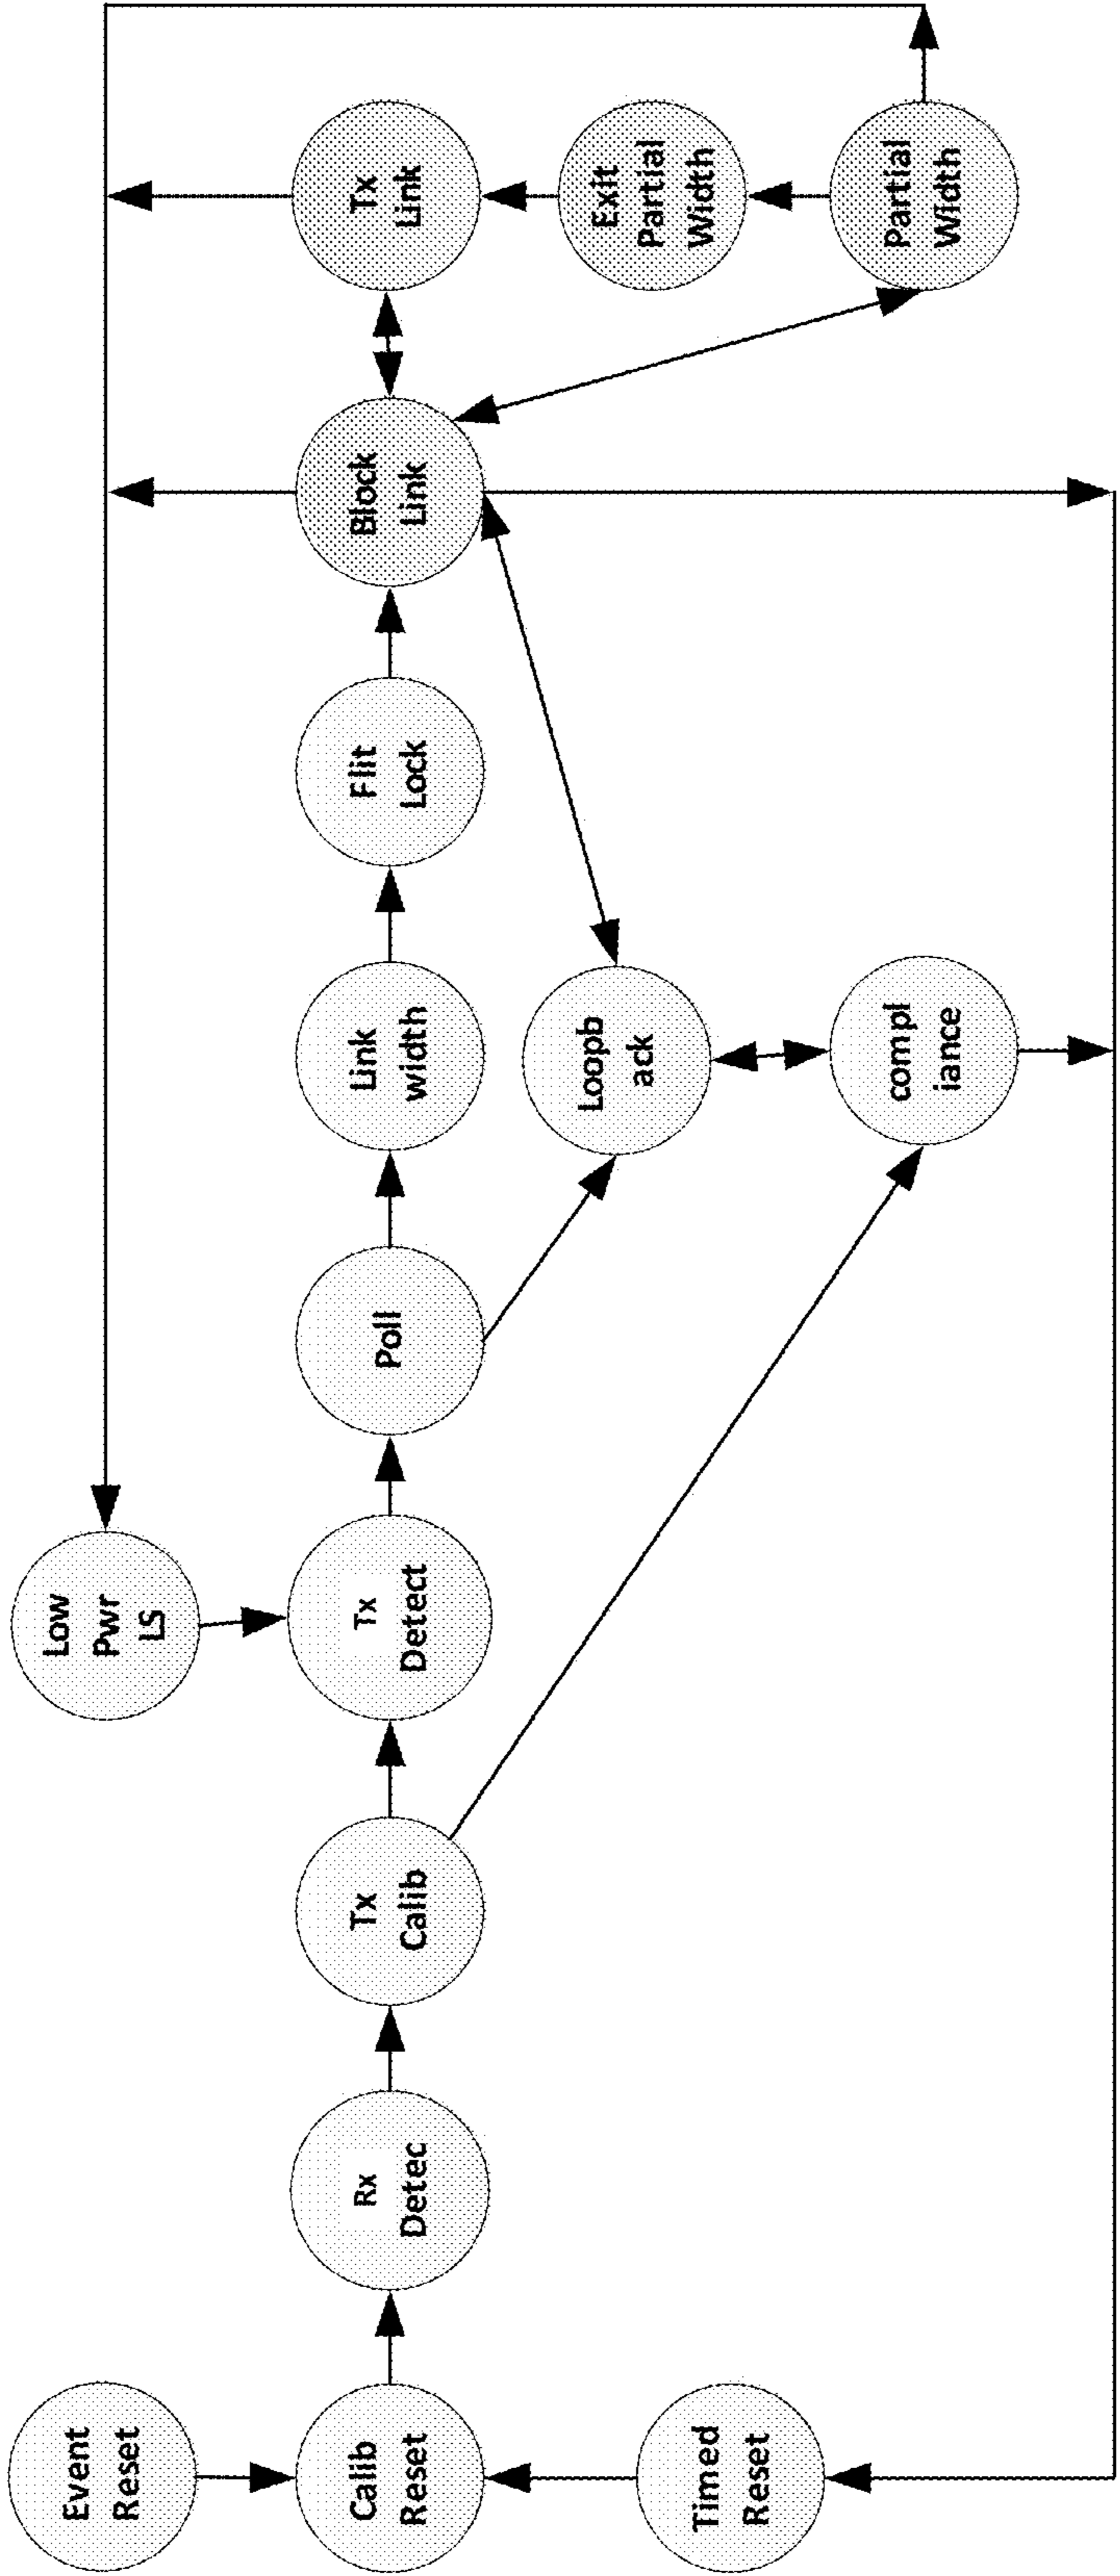 Event
Reset
Low
Pwr
LS
Calib
Reset
Rx
Detec
Tx
Calib
Tx
Detect
Poll
Link
width
Flit
Lock
Block
Link
Tx
Link
Loopb
ack
Exit
Partial
Width
Timed
Reset
compl
iance
Partial
Width